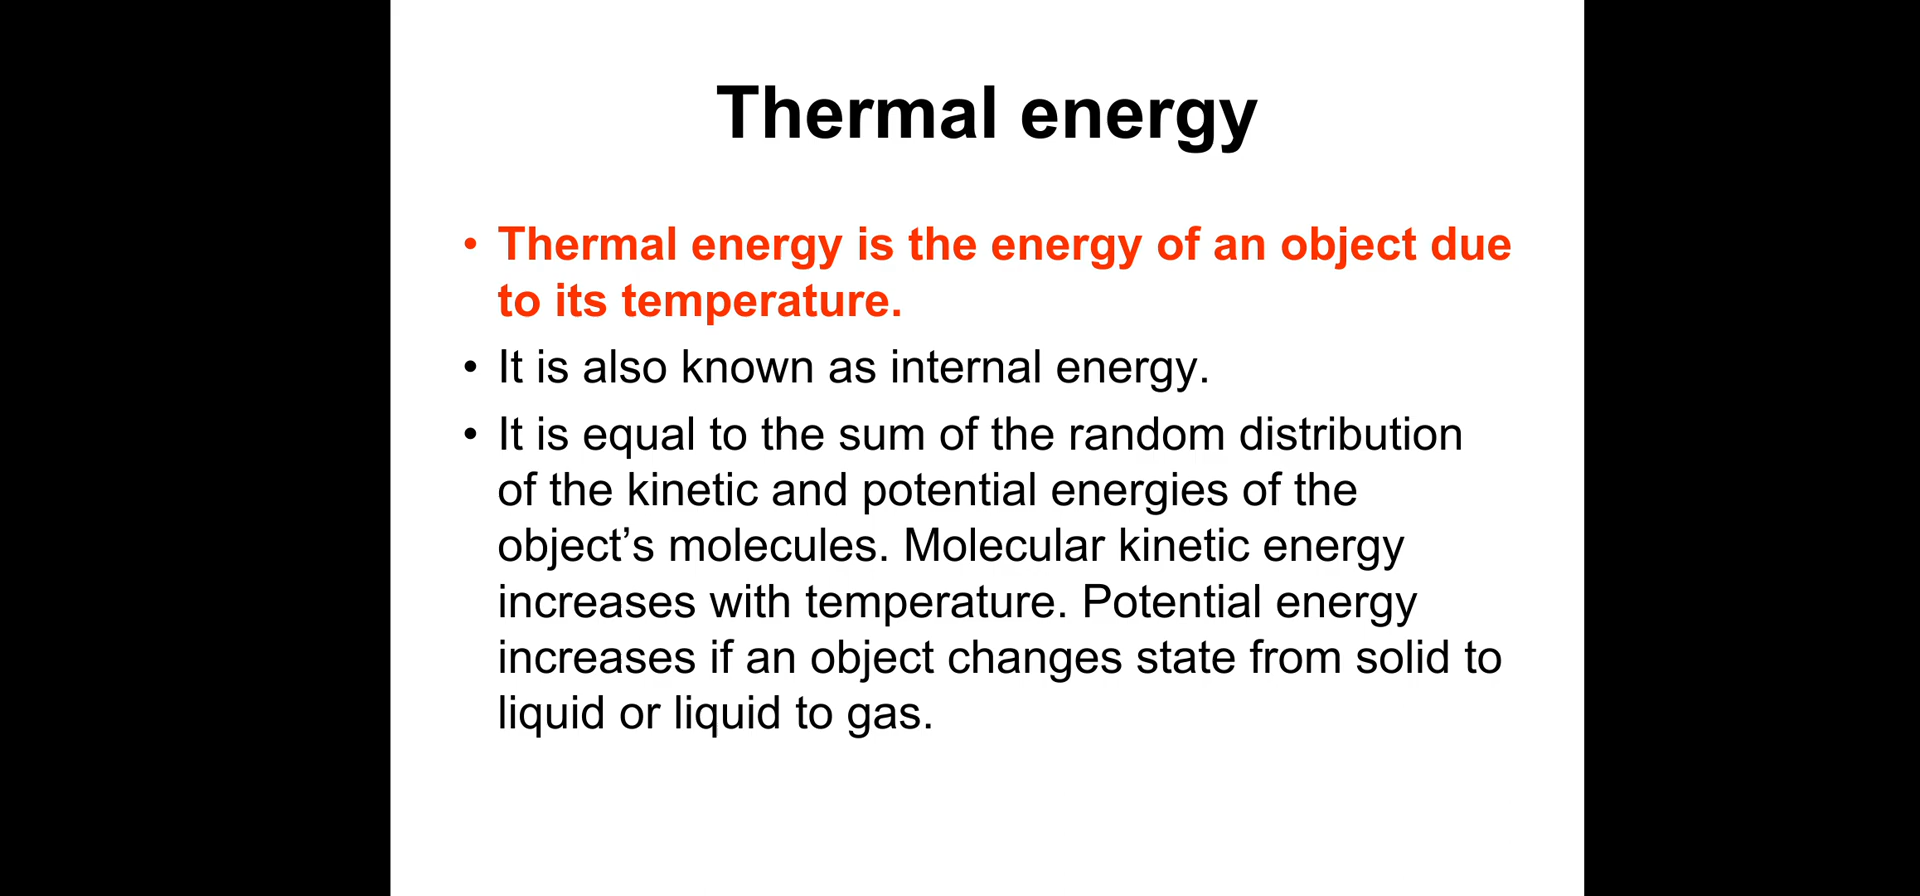 Thermal energy
• Thermal energy is the energy of an object due
to its temperature.
• It is also known as internal energy.
• It is equal to the sum of the random distribution
of the kinetic and potential energies of the
object’s molecules. Molecular kinetic energy
increases with temperature. Potential energy
increases if an object changes state from solid to
liquid or liquid to gas.